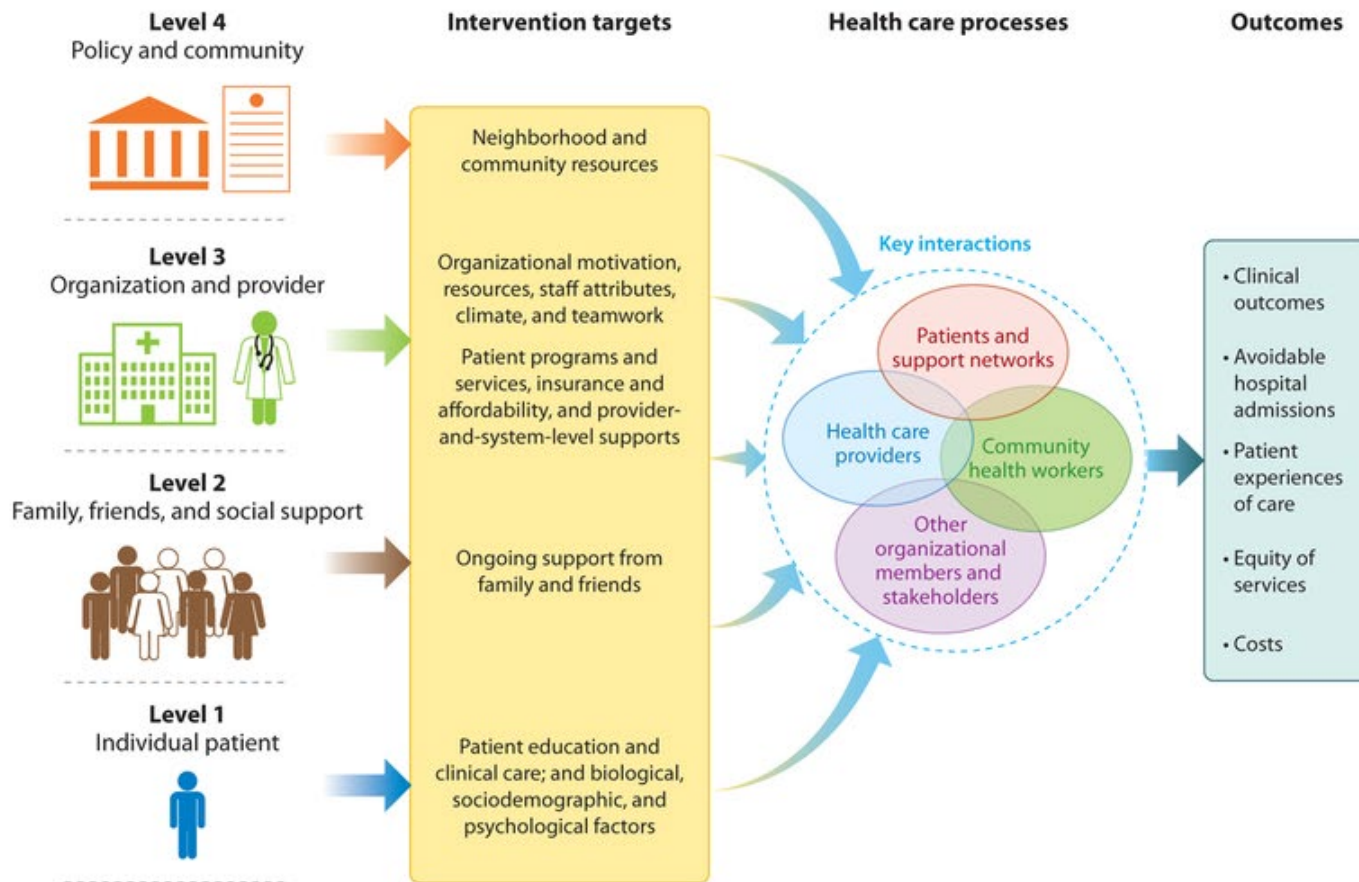 Level 4
Policy and community
Level 3
Organization and provider
Level 2
Family, friends, and social support
Level 1
Individual patient
Intervention targets
Neighborhood and
community resources
Organizational motivation,
resources, staff attributes,
climate, and teamwork
Patient programs and
services, insurance and
affordability, and provider-
and-system-level supports
Ongoing support from
family and friends
Patient education and
clinical care; and biological,
sociodemographic, and
psychological factors
Health care processes
Key interactions
Patients and
support networks
Health care
providers
Community
health workers
Other
organizational
members and
stakeholders
Outcomes
• Clinical
outcomes
• Avoidable
hospital
admissions
• Patient
experiences
of care
• Equity of
services
• Costs